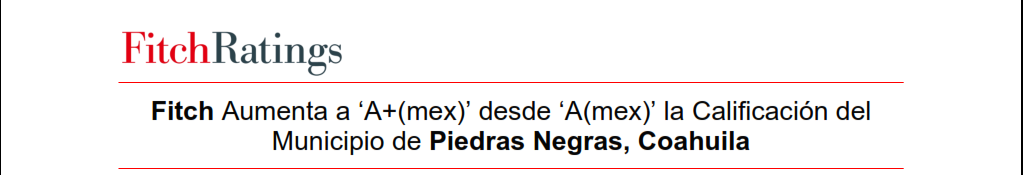 FitchRatings
Fitch Aumenta a ‘A+(mex)’ desde ‘A(mex)’ la Calificación del
Municipio de Piedras Negras, Coahuila